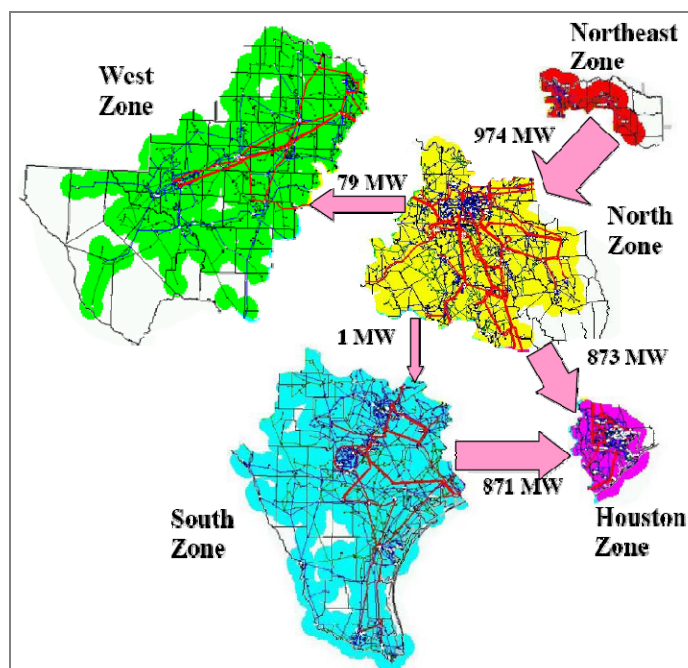 Northeast
Zone
West
Zone
974 MW
79 MW
North
Zone
1 MW
873 MW
871 MW
South
Zone
Houston
Zone